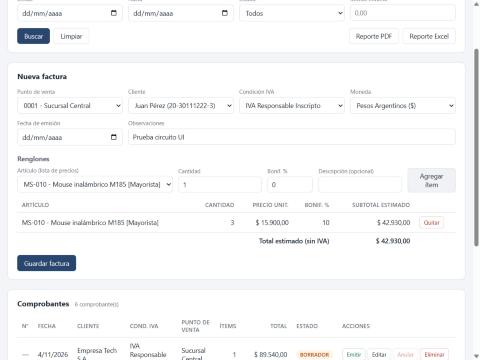 dd/mm/aaaa dd/mm/aaaa Todos 0,00
Buscar Limpiar Reporte PDF Reporte Excel
Nueva factura
Punto de venta Cliente Condición IVA Moneda
0001 - Sucursal Central Juan Pérez (20-30111222-3) IVA Responsable Inscripto Pesos Argentinos ($)
Fecha de emisión Observaciones
dd/mm/aaaa Prueba circuito UI
Renglones
Artículo (lista de precios) Cantidad Bonif. % Descripción (opcional)
MS-010 - Mouse inalámbrico M185 [Mayorista] 1 0 Agregar
ítem
ARTÍCULO CANTIDAD PRECIO UNIT. BONIF. % SUBTOTAL ESTIMADO
MS-010 - Mouse inalámbrico M185 [Mayorista] 3 $ 15.900,00 10 $ 42.930,00 Quitar
Total estimado (sin IVA) $ 42.930,00
Guardar factura
Comprobantes 6 comprobante(s)
N° FECHA CLIENTE COND. IVA PUNTO DE
VENTA ÍTEMS TOTAL ESTADO ACCIONES
— 4/11/2026 Empresa Tech IVA
Responsable Sucursal 1 $ 89.540,00 BORRADOR Emitir Editar Anular Eliminar